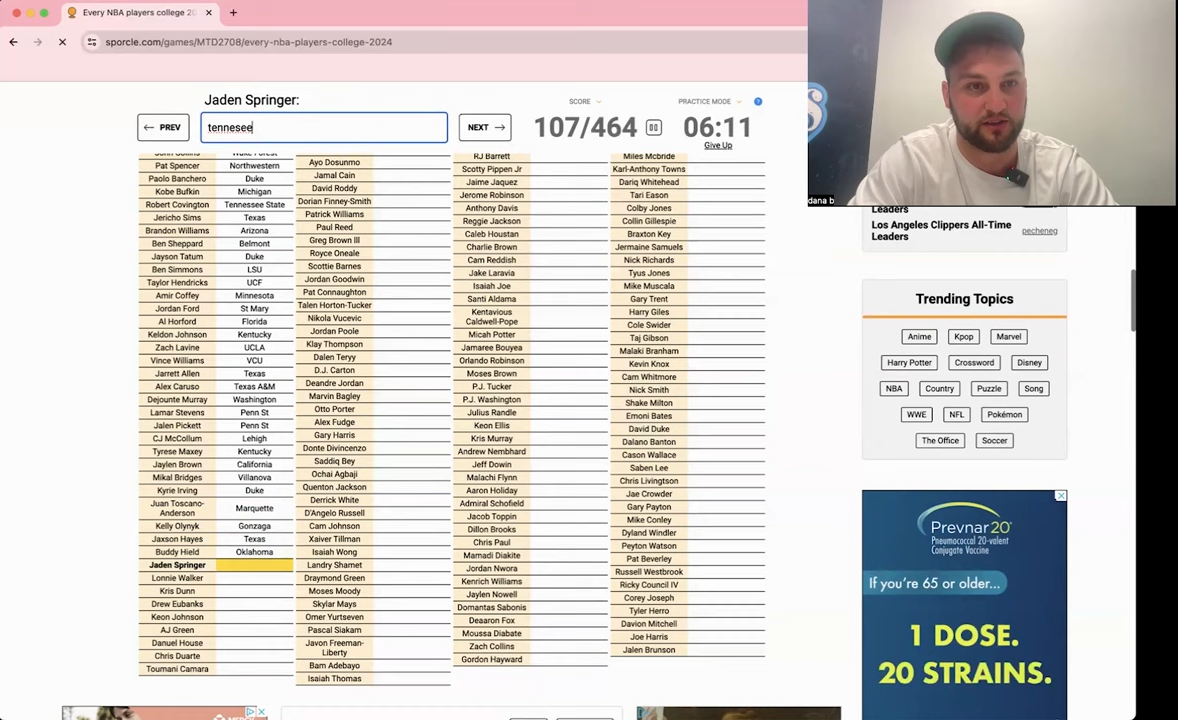 Every NBA players college 20
sporcle.com/games/MTD2708/every-nba-players-college-2024
Jaden Springer:
← PREV
tennesee
NEXT →
SCORE
107/464
PRACTICE MODE
?
06:11
Give Up
dana b
Wake Forest
Pat Spencer Northwestern
Paolo Banchero Duke
Kobe Bufkin Michigan
Robert Covington Tennessee State
Jericho Sims Texas
Brandon Williams Arizona
Ben Sheppard Belmont
Jayson Tatum Duke
Ben Simmons LSU
Taylor Hendricks UCF
Amir Coffey Minnesota
Jordan Ford St Mary
Al Horford Florida
Keldon Johnson Kentucky
Zach Lavine UCLA
Vince Williams VCU
Jarrett Allen Texas
Alex Caruso Texas A&M
Dejounte Murray Washington
Lamar Stevens Penn St
Jalen Pickett Penn St
CJ McCollum Lehigh
Tyrese Maxey Kentucky
Jaylen Brown California
Mikal Bridges Villanova
Kyrie Irving Duke
Juan Toscano-
Anderson
Marquette
Kelly Olynyk Gonzaga
Jaxson Hayes Texas
Buddy Hield Oklahoma
Jaden Springer
Lonnie Walker
Kris Dunn
Drew Eubanks
Keon Johnson
AJ Green
Danuel House
Chris Duarte
Toumani Camara
Ayo Dosunmo
Jamal Cain
David Roddy
Dorian Finney-Smith
Patrick Williams
Paul Reed
Greg Brown III
Royce Oneale
Scottie Barnes
Jordan Goodwin
Pat Connaughton
Talen Horton-Tucker
Nikola Vucevic
Jordan Poole
Klay Thompson
Dalen Teryy
D.J. Carton
Deandre Jordan
Marvin Bagley
Otto Porter
Alex Fudge
Gary Harris
Donte Divincenzo
Saddiq Bey
Ochai Agbaji
Quenton Jackson
Derrick White
D'Angelo Russell
Cam Johnson
Xaiver Tillman
Isaiah Wong
Landry Shamet
Draymond Green
Moses Moody
Skylar Mays
Omer Yurtseven
Pascal Siakam
Javon Freeman-
Liberty
Bam Adebayo
Isaiah Thomas
RJ Barrett
Scotty Pippen Jr
Jaime Jaquez
Jerome Robinson
Anthony Davis
Reggie Jackson
Caleb Houstan
Charlie Brown
Cam Reddish
Jake Laravia
Isaiah Joe
Santi Aldama
Kentavious
Caldwell-Pope
Micah Potter
Jamaree Bouyea
Orlando Robinson
Moses Brown
P.J. Tucker
P.J. Washington
Julius Randle
Keon Ellis
Kris Murray
Andrew Nembhard
Jeff Dowin
Malachi Flynn
Aaron Holiday
Admiral Schofield
Jacob Toppin
Dillon Brooks
Chris Paul
Mamadi Diakite
Jordan Nwora
Kenrich Williams
Jaylen Nowell
Domantas Sabonis
Deaaron Fox
Moussa Diabate
Zach Collins
Gordon Hayward
Miles Mcbride
Karl-Anthony Towns
Dariq Whitehead
Tari Eason
Colby Jones
Collin Gillespie
Braxton Key
Jermaine Samuels
Nick Richards
Tyus Jones
Mike Muscala
Gary Trent
Harry Giles
Cole Swider
Taj Gibson
Malaki Branham
Kevin Knox
Cam Whitmore
Nick Smith
Shake Milton
Emoni Bates
David Duke
Dalano Banton
Cason Wallace
Saben Lee
Chris Livingtson
Jae Crowder
Gary Payton
Mike Conley
Dyland Windler
Peyton Watson
Pat Beverley
Russell Westbrook
Ricky Council IV
Corey Joseph
Tyler Herro
Davion Mitchell
Joe Harris
Jalen Brunson
Leaders
Los Angeles Clippers All-Time
Leaders
pecheneg
Trending Topics
Anime Kpop Marvel
Harry Potter Crossword Disney
NBA Country Puzzle Song
WWE NFL Pokémon
The Office Soccer
Prevnar 20®
Pneumococcal 20-valent
Conjugate Vaccine
If you're 65 or older...
1 DOSE.
20 STRAINS.